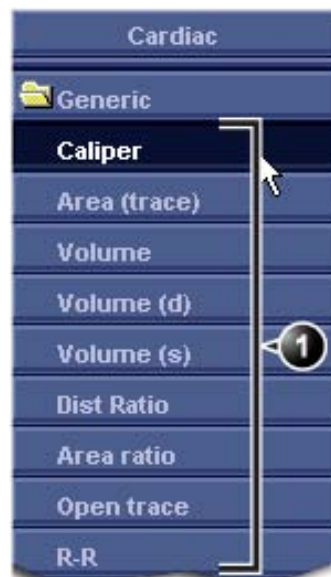 Cardiac
Generic
Caliper
Area (trace)
Volume
Volume (d)
Volume (s)
Dist Ratio
Area ratio
Open trace
R-R
1